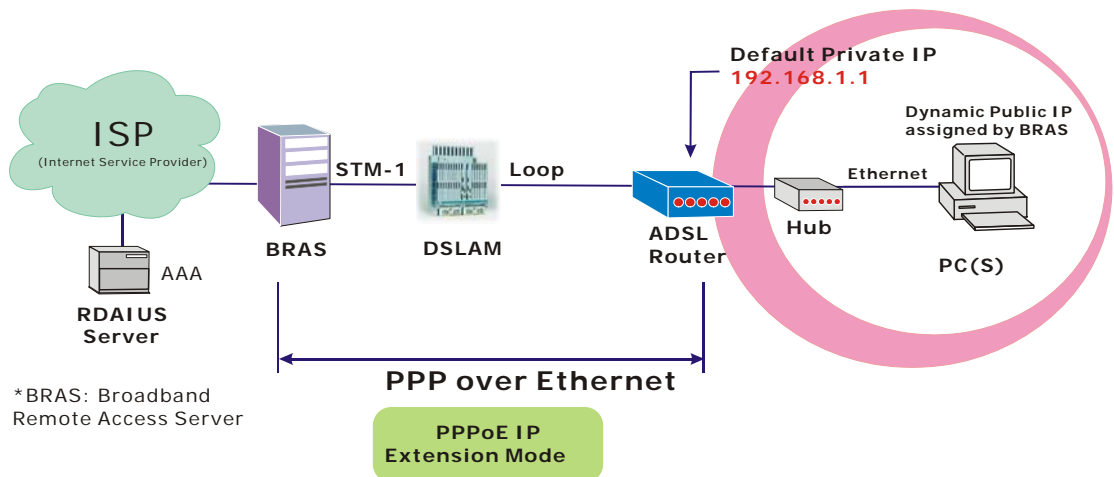 Default Private IP
192.168.1.1
ISP
(Internet Service Provider)
Dynamic Public IP
assigned by BRAS
STM-1
Loop
Ethernet
BRAS
DSLAM
ADSL
Router
Hub
PC(S)
AAA
RDAIUS
Server
PPP over Ethernet
*BRAS: Broadband
Remote Access Server
PPPoE IP
Extension Mode